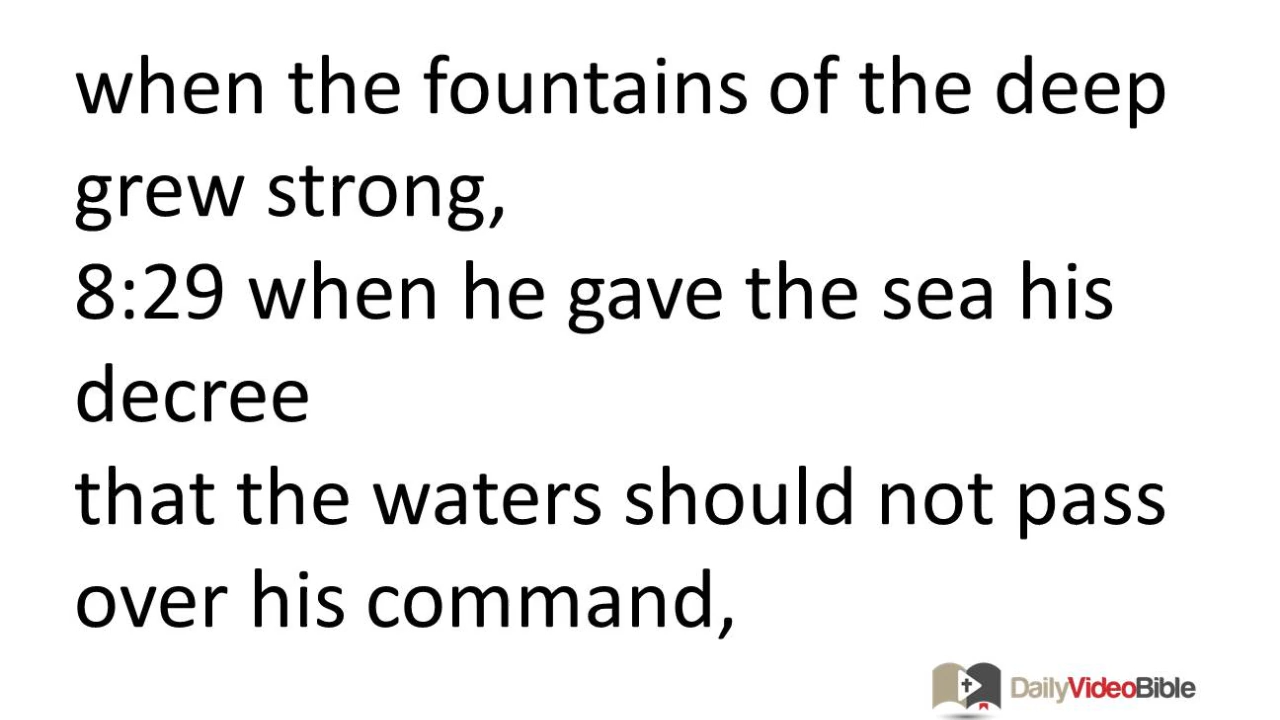 when the fountains of the deep
grew strong,
8:29 when he gave the sea his
decree
that the waters should not pass
over his command,
DailyVideoBible